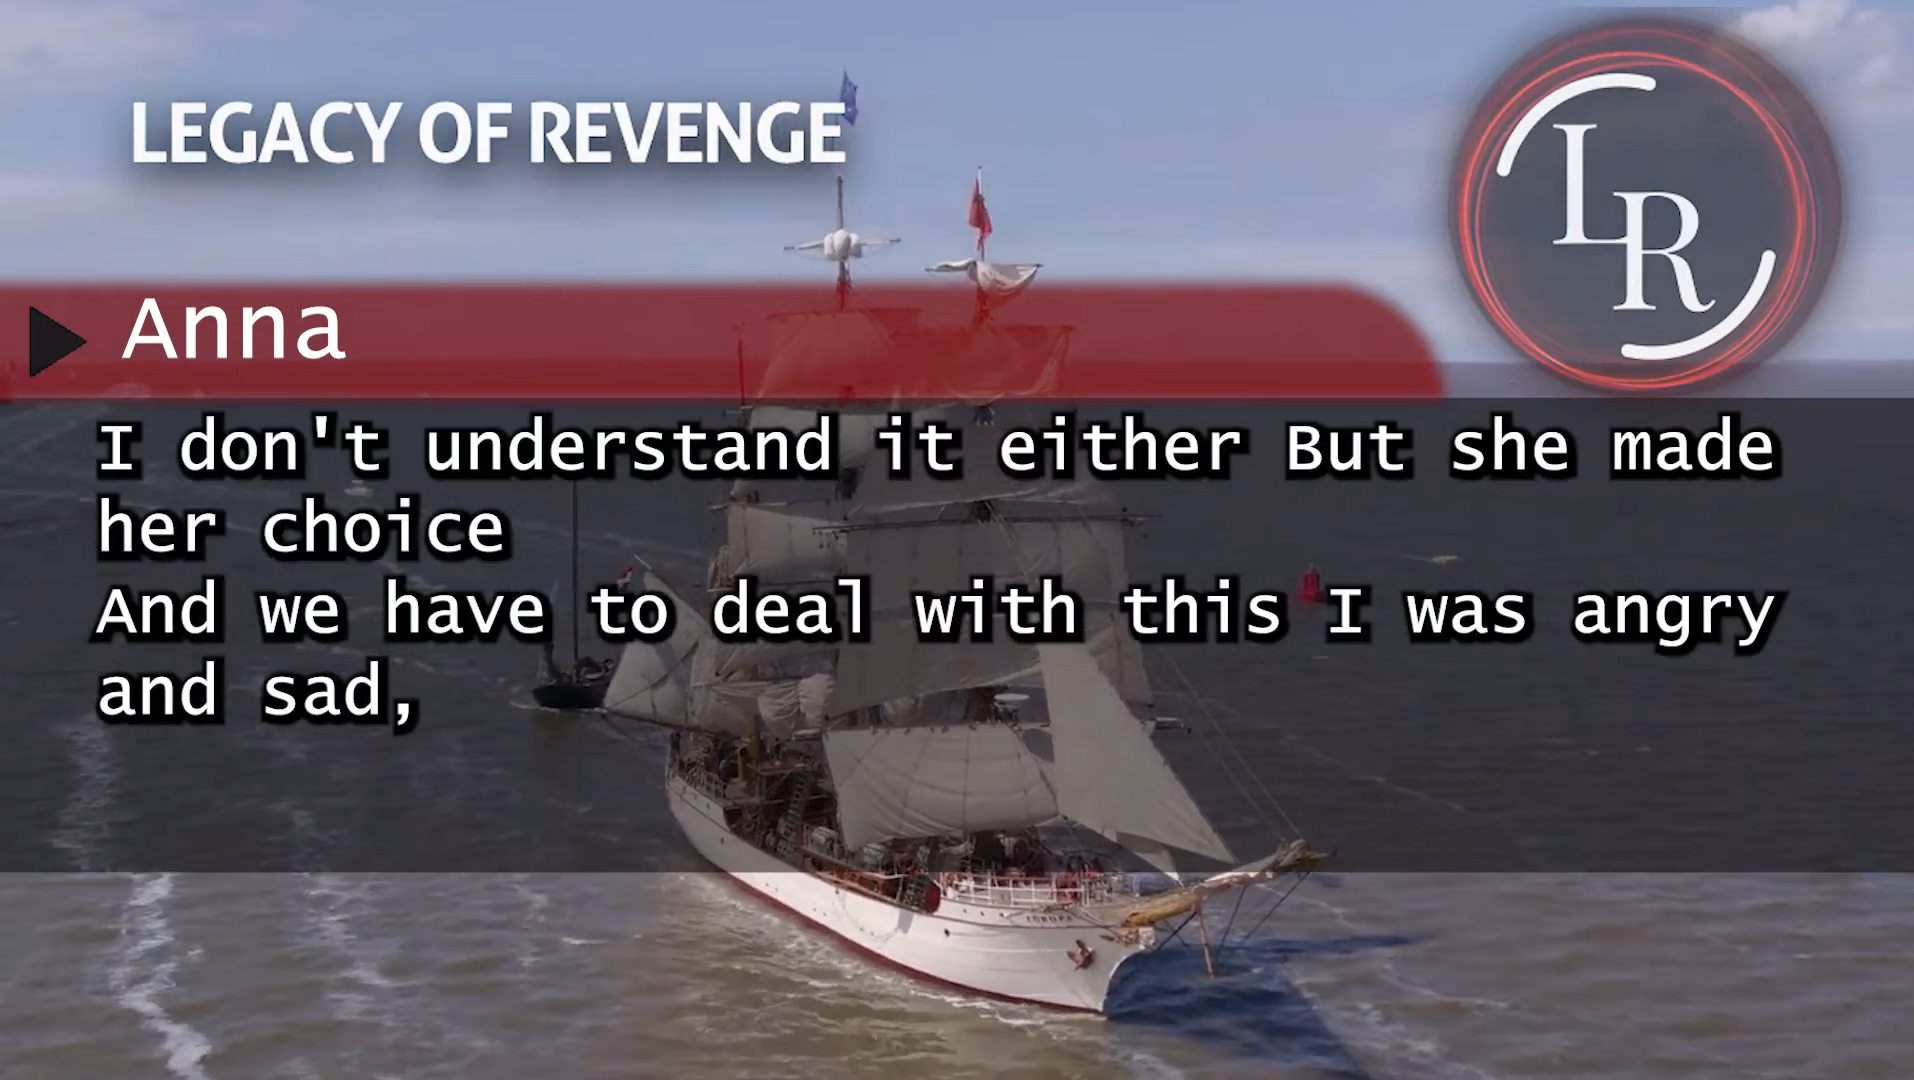 LEGACY OF REVENGE
LR
Anna
I don't understand it either But she made
her choice
And we have to deal with this I was angry
and sad,
EUROPA